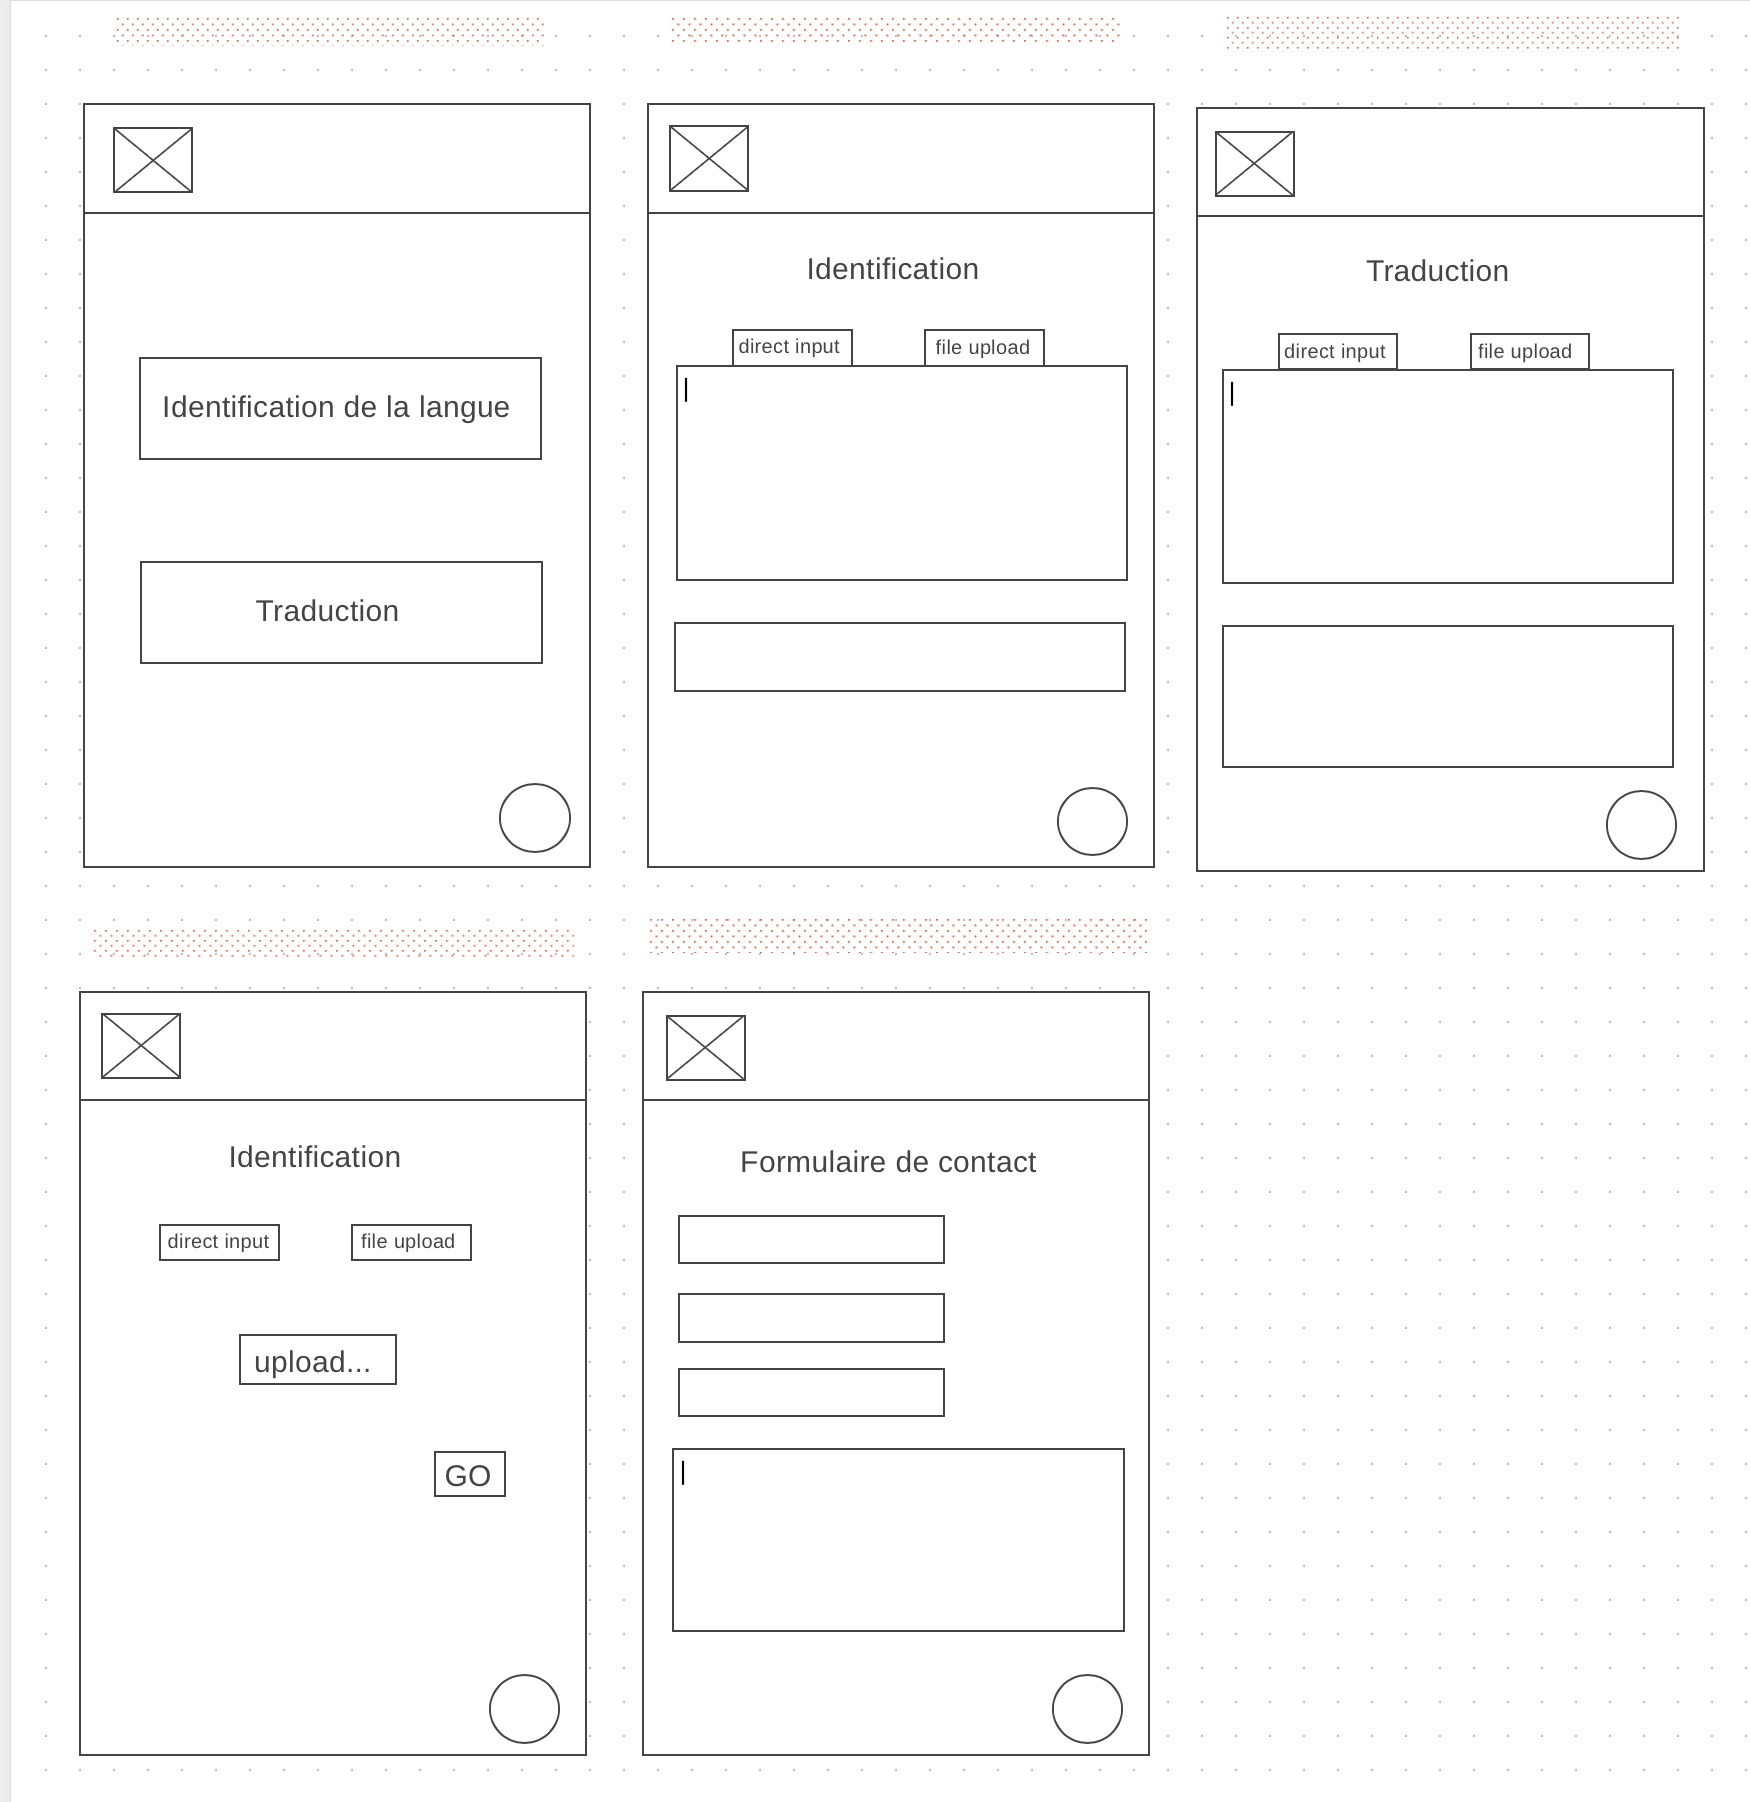 Identification de la langue
Traduction
Identification
direct input
file upload
Traduction
direct input
file upload
Identification
direct input
file upload
upload...
GO
Formulaire de contact